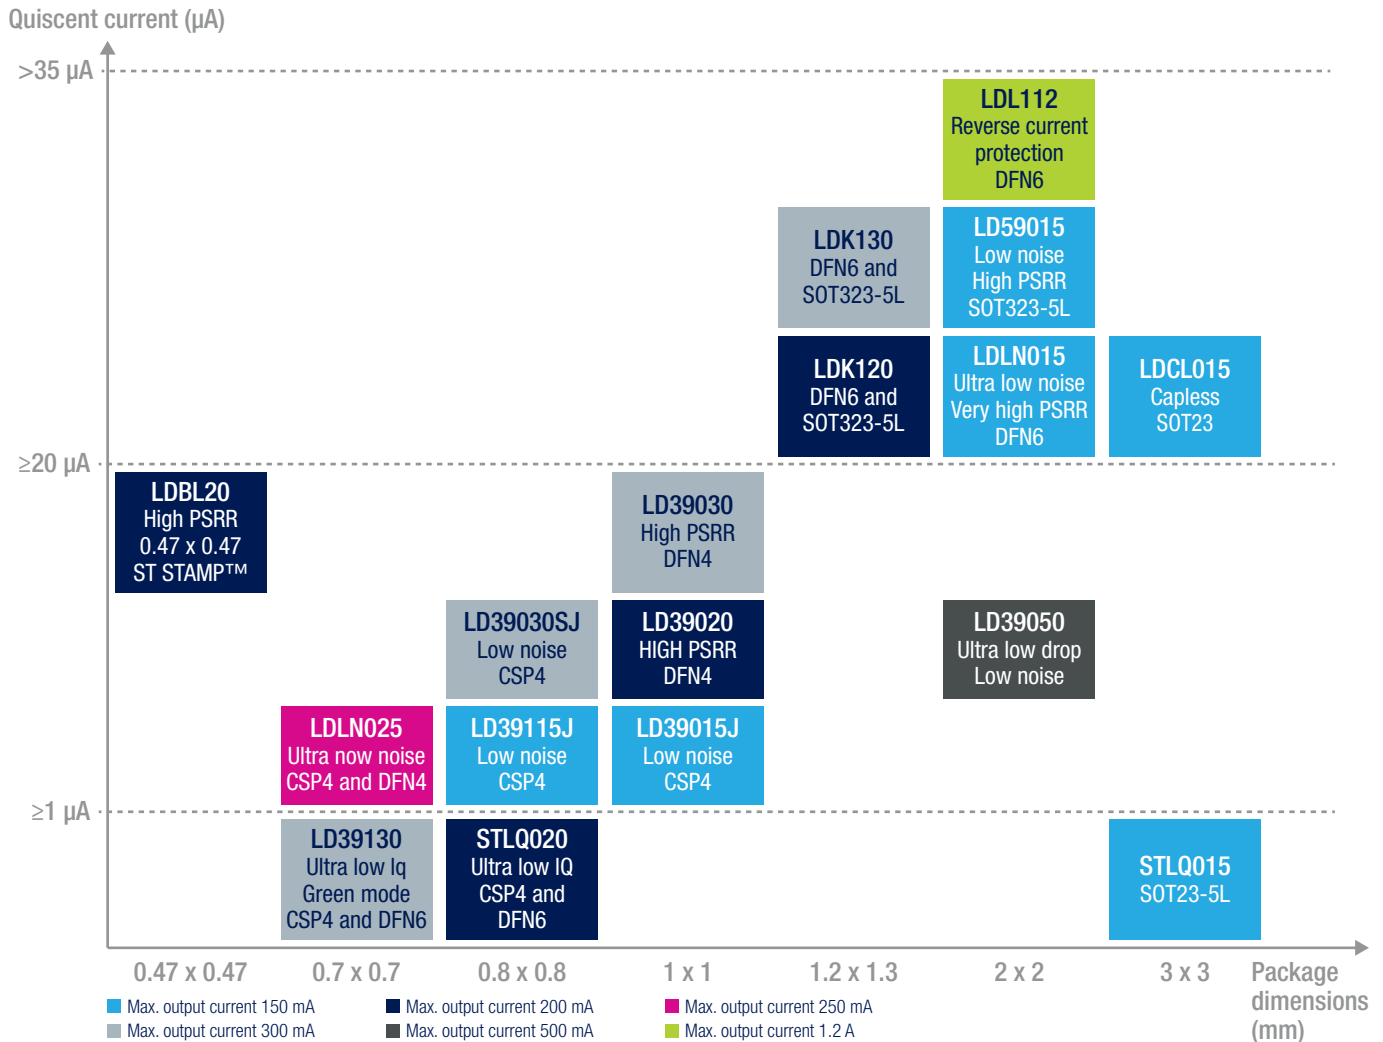 Quiscent current (µA)
>35 µA
LDL112
Reverse current
protection
DFN6
LDK130
DFN6 and
SOT323-5L
LD59015
Low noise
High PSRR
SOT323-5L
LDK120
DFN6 and
SOT323-5L
LDLN015
Ultra low noise
Very high PSRR
DFN6
LDCL015
Capless
SOT23
≥20 µA
LDBL20
High PSRR
0.47 x 0.47
ST STAMP™
LD39030
High PSRR
DFN4
LD39030SJ
Low noise
CSP4
LD39020
HIGH PSRR
DFN4
LD39050
Ultra low drop
Low noise
LDLN025
Ultra now noise
CSP4 and DFN4
LD39115J
Low noise
CSP4
LD39015J
Low noise
CSP4
≥1 µA
LD39130
Ultra low Iq
Green mode
CSP4 and DFN6
STLQ020
Ultra low IQ
CSP4 and
DFN6
STLQ015
SOT23-5L
0.47 x 0.47
0.7 x 0.7
0.8 x 0.8
1 x 1
1.2 x 1.3
2 x 2
3 x 3
Package
dimensions
(mm)
Max. output current 150 mA
Max. output current 200 mA
Max. output current 250 mA
Max. output current 300 mA
Max. output current 500 mA
Max. output current 1.2 A